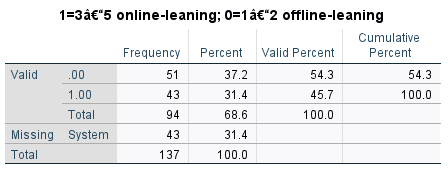 1=3â€“5 online-leaning; 0=1â€“2 offline-leaning
Cumulative
Frequency Percent Valid Percent Percent
Valid .00 51 37.2 54.3 54.3
1.00 43 31.4 45.7 100.0
Total 94 68.6 100.0
Missing System 43 31.4
Total 137 100.0